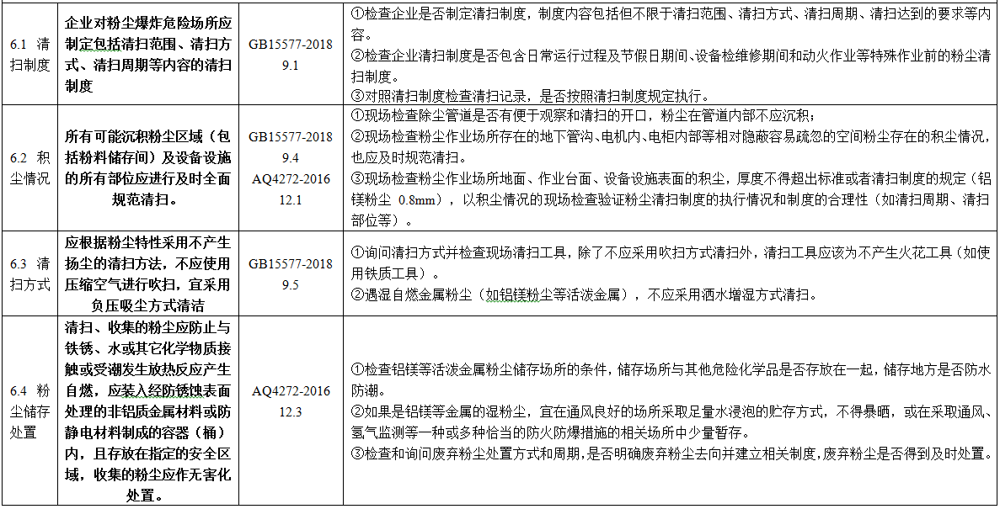 6.1 清扫制度
企业对粉尘爆炸危险场所应
制定包括清扫范围、清扫方
式、清扫周期等内容的清扫
制度
GB15577-2018
9.1
①检查企业是否制定清扫制度，制度内容包括但不限于清扫范围、清扫方式、清扫周期、清扫达到的要求等内
容。
②检查企业清扫制度是否包含日常运行过程及节假日期间、设备检维修期间和动火作业等特殊作业前的粉尘清
扫制度。
③对照清扫制度检查清扫记录，是否按照清扫制度规定执行。
6.2 积
尘情况
所有可能沉积粉尘区域（包
括粉料储存间）及设备设施
的所有部位应进行及时全面
规范清扫。
GB15577-2018
9.4
AQ4272-2016
12.1
①现场检查除尘管道是否有便于观察和清扫的开口，粉尘在管道内部不应沉积；
②现场检查粉尘作业场所存在的地下管沟、电机内、电柜内部等相对隐蔽容易疏忽的空间粉尘存在的积尘情况，
也应及时规范清扫。
③现场检查粉尘作业场所地面、作业台面、设备设施表面的积尘，厚度不得超出标准或者清扫制度的规定（铝
镁粉尘 0.8mm），以积尘情况的现场检查验证粉尘清扫制度的执行情况和制度的合理性（如清扫周期、清扫
部位等）。
6.3 清
扫方式
应根据粉尘特性采用不产生
扬尘的清扫方法，不应使用
压缩空气进行吹扫，宜采用
负压吸尘方式清洁
GB15577-2018
9.5
①询问清扫方式并检查现场清扫工具，除了不应采用吹扫方式清扫外，清扫工具应该为不产生火花工具（如使
用铁质工具）。
②遇湿自燃金属粉尘（如铝镁粉尘等活泼金属），不应采用洒水增湿方式清扫。
6.4 粉
尘储存
处置
清扫、收集的粉尘应防止与
铁锈、水或其它化学物质接
触或受潮发生放热反应产生
自燃，应装入经防锈蚀表面
处理的非铝质金属材料或防
静电材料制成的容器（桶）
内，且存放在指定的安全区
域，收集的粉尘应作无害化
处置。
AQ4272-2016
12.3
①检查铝镁等活泼金属粉尘储存场所的条件，储存场所与其他危险化学品是否存放在一起，储存地方是否防水
防潮。
②如果是铝镁等金属的湿粉尘，宜在通风良好的场所采取足量水浸泡的贮存方式，不得暴晒，或在采取通风、
氢气监测等一种或多种恰当的防火防爆措施的相关场所中少量暂存。
③检查和询问废弃粉尘处置方式和周期，是否明确废弃粉尘去向并建立相关制度，废弃粉尘是否得到及时处置。